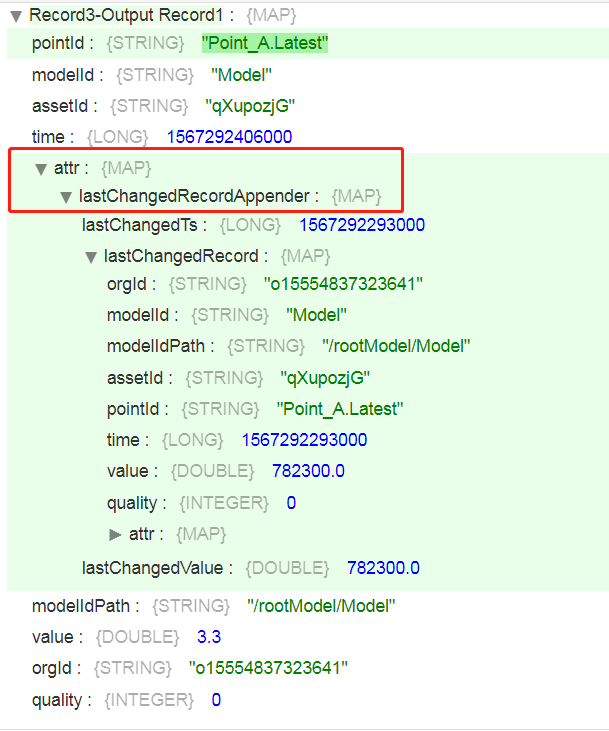 ▼ Record3-Output Record1 : {MAP}
pointId : {STRING} "Point_A.Latest"
modelId : {STRING} "Model"
assetId : {STRING} "qXupozjG"
time : {LONG} 1567292406000
▼ attr : {MAP}
▼ lastChangedRecordAppender : {MAP}
lastChangedTs : {LONG} 1567292293000
▼ lastChangedRecord : {MAP}
orgId : {STRING} "o15554837323641"
modelId : {STRING} "Model"
modelIdPath : {STRING} "/rootModel/Model"
assetId : {STRING} "qXupozjG"
pointId : {STRING} "Point_A.Latest"
time : {LONG} 1567292293000
value : {DOUBLE} 782300.0
quality : {INTEGER} 0
▶ attr : {MAP}
lastChangedValue : {DOUBLE} 782300.0
modelIdPath : {STRING} "/rootModel/Model"
value : {DOUBLE} 3.3
orgId : {STRING} "o15554837323641"
quality : {INTEGER} 0